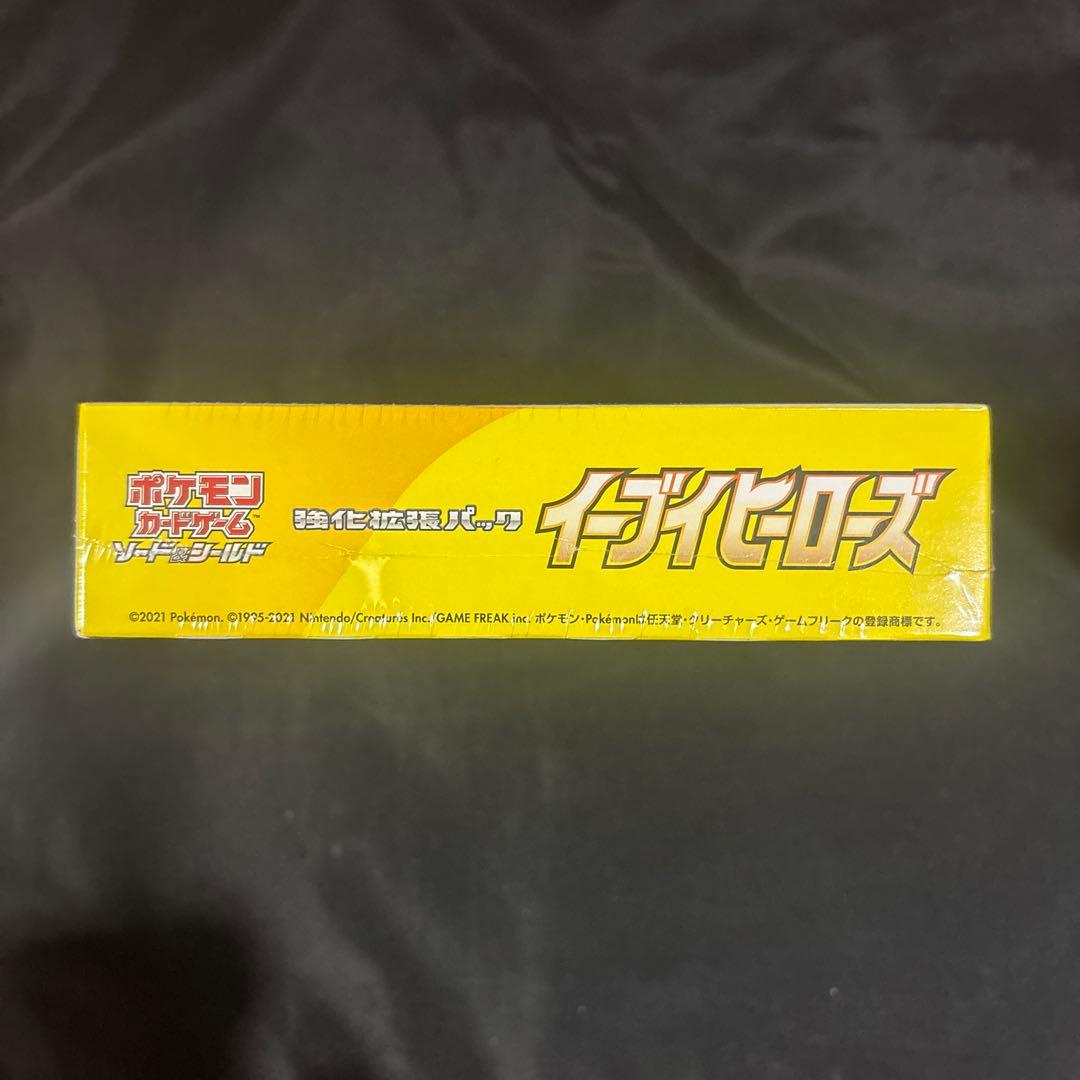 ポケモン
カードゲーム™
ソード&シールド
強化拡張パック
イーブイヒーローズ
©2021 Pokémon. ©1995-2021 Nintendo/Creatures Inc./GAME FREAK inc. ポケモン・Pokémonは任天堂・クリーチャーズ・ゲームフリークの登録商標です。